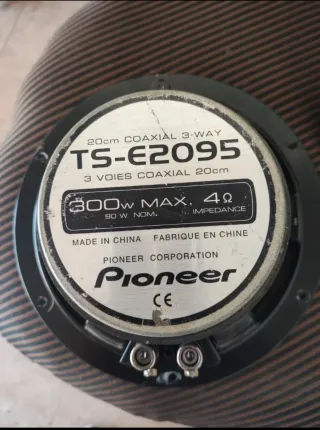 20cm COAXIAL 3-WAY
TS-E2095
3 VOIES COAXIAL 20cm
300W MAX. 4Ω
90 W NOM. IMPEDANCE
MADE IN CHINA FABRIQUE EN CHINE
PIONEER CORPORATION
Pioneer
CE